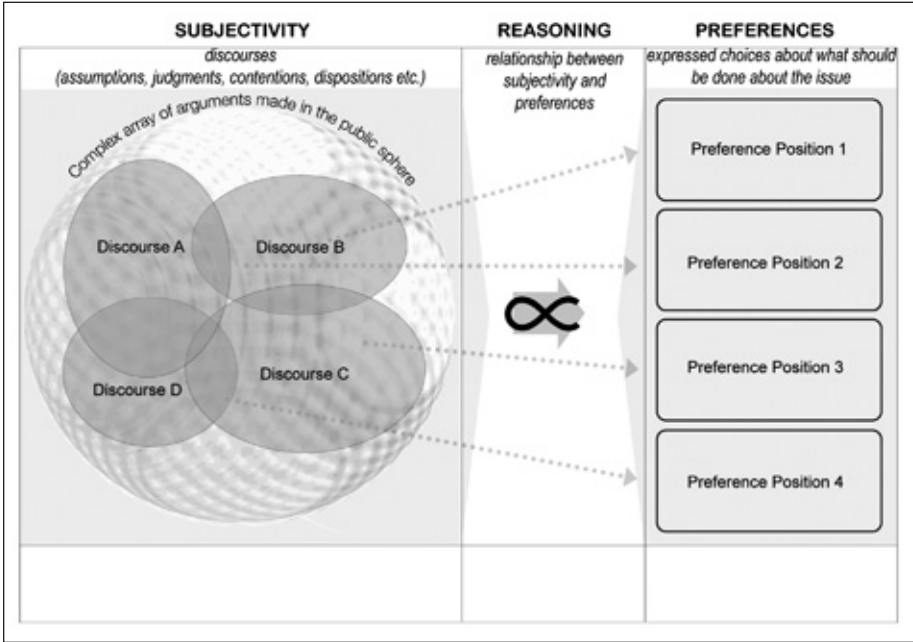 SUBJECTIVITY
discourses
(assumptions, judgments, contentions, dispositions etc.)
Complex array of arguments made in the public sphere
Discourse A
Discourse B
Discourse C
Discourse D
REASONING
relationship between
subjectivity and
preferences
∝
PREFERENCES
expressed choices about what should
be done about the issue
Preference Position 1
Preference Position 2
Preference Position 3
Preference Position 4